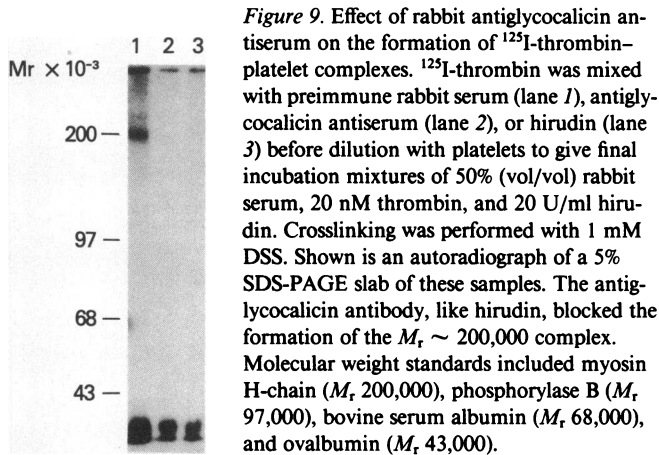 1 2 3
Mr × 10⁻³
200
97
68
43
Figure 9. Effect of rabbit antiglycocalicin an-
tiserum on the formation of ¹²⁵I-thrombin–
platelet complexes. ¹²⁵I-thrombin was mixed
with preimmune rabbit serum (lane 1), antigly-
cocalicin antiserum (lane 2), or hirudin (lane
3) before dilution with platelets to give final
incubation mixtures of 50% (vol/vol) rabbit
serum, 20 nM thrombin, and 20 U/ml hiru-
din. Crosslinking was performed with 1 mM
DSS. Shown is an autoradiograph of a 5%
SDS-PAGE slab of these samples. The antig-
lycocalicin antibody, like hirudin, blocked the
formation of the Mᵣ ~ 200,000 complex.
Molecular weight standards included myosin
H-chain (Mᵣ 200,000), phosphorylase B (Mᵣ
97,000), bovine serum albumin (Mᵣ 68,000),
and ovalbumin (Mᵣ 43,000).